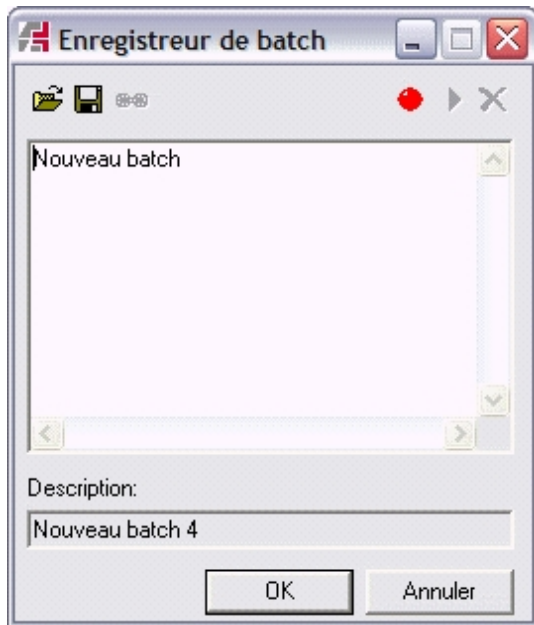 Enregistreur de batch
Nouveau batch
Description:
Nouveau batch 4
OK
Annuler